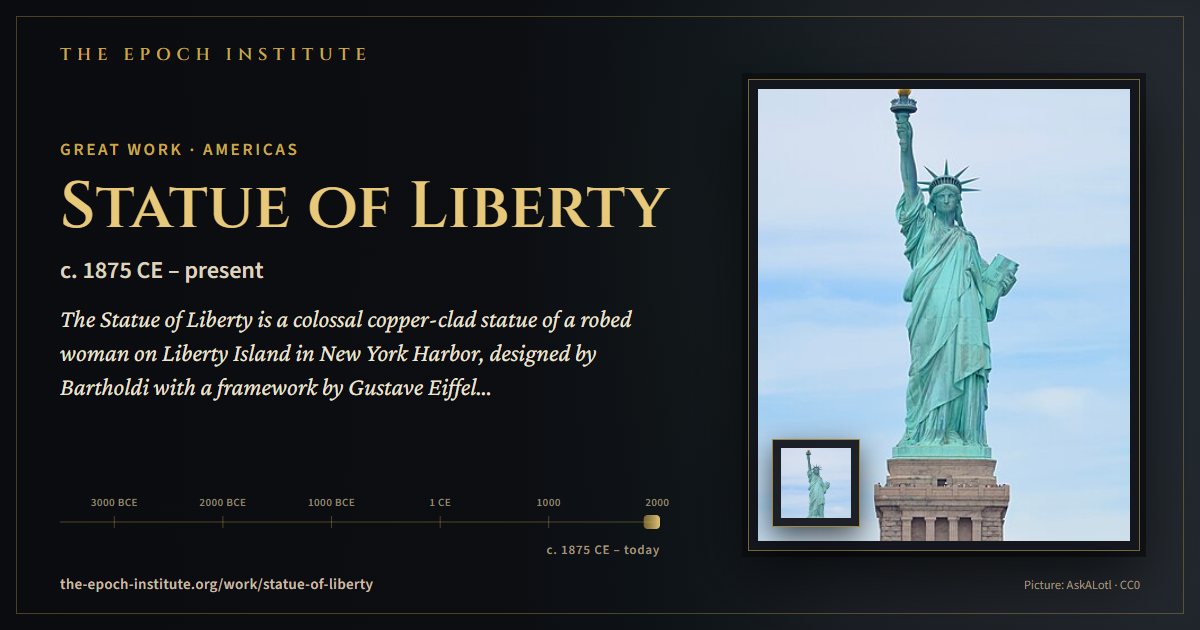 THE EPOCH INSTITUTE
GREAT WORK · AMERICAS
STATUE OF LIBERTY
c. 1875 CE – present
The Statue of Liberty is a colossal copper-clad statue of a robed
woman on Liberty Island in New York Harbor, designed by
Bartholdi with a framework by Gustave Eiffel...
3000 BCE 2000 BCE 1000 BCE 1 CE 1000 2000
c. 1875 CE – today
the-epoch-institute.org/work/statue-of-liberty
Picture: AskALotl · CC0